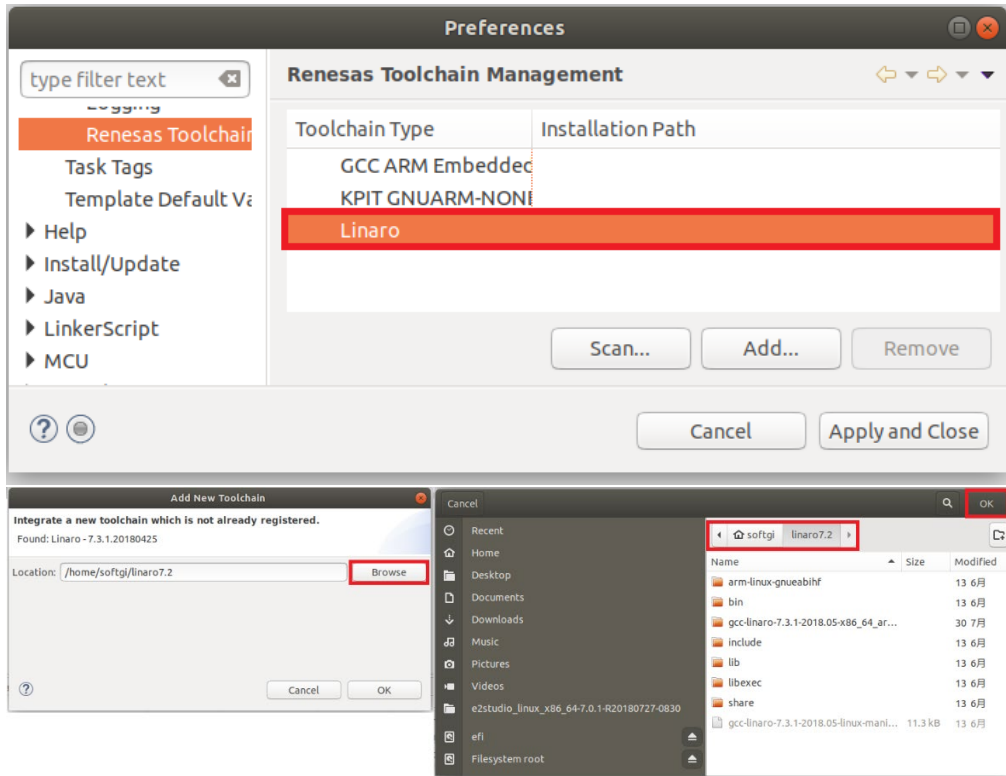 Preferences
type filter text
Renesas Toolchain Management
Logging
Renesas Toolchair
Task Tags
Template Default Va
Help
Install/Update
Java
LinkerScript
MCU
Toolchain Type Installation Path
GCC ARM Embedded
KPIT GNUARM-NONE
Linaro
Scan... Add... Remove
Cancel Apply and Close
Add New Toolchain
Integrate a new toolchain which is not already registered.
Found: Linaro - 7.3.1.20180425
Location: /home/softgi/linaro7.2 Browse
Cancel OK
Cancel OK
Recent
Home
Desktop
Documents
Downloads
Music
Pictures
Videos
e2studio_linux_x86_64-7.0.1-R20180727-0830
efi
Filesystem root
softgi linaro7.2
Name Size Modified
arm-linux-gnueabihf 13 6月
bin 13 6月
gcc-linaro-7.3.1-2018.05-x86_64_ar... 30 7月
include 13 6月
lib 13 6月
libexec 13 6月
share 13 6月
gcc-linaro-7.3.1-2018.05-linux-mani... 11.3 kB 13 6月